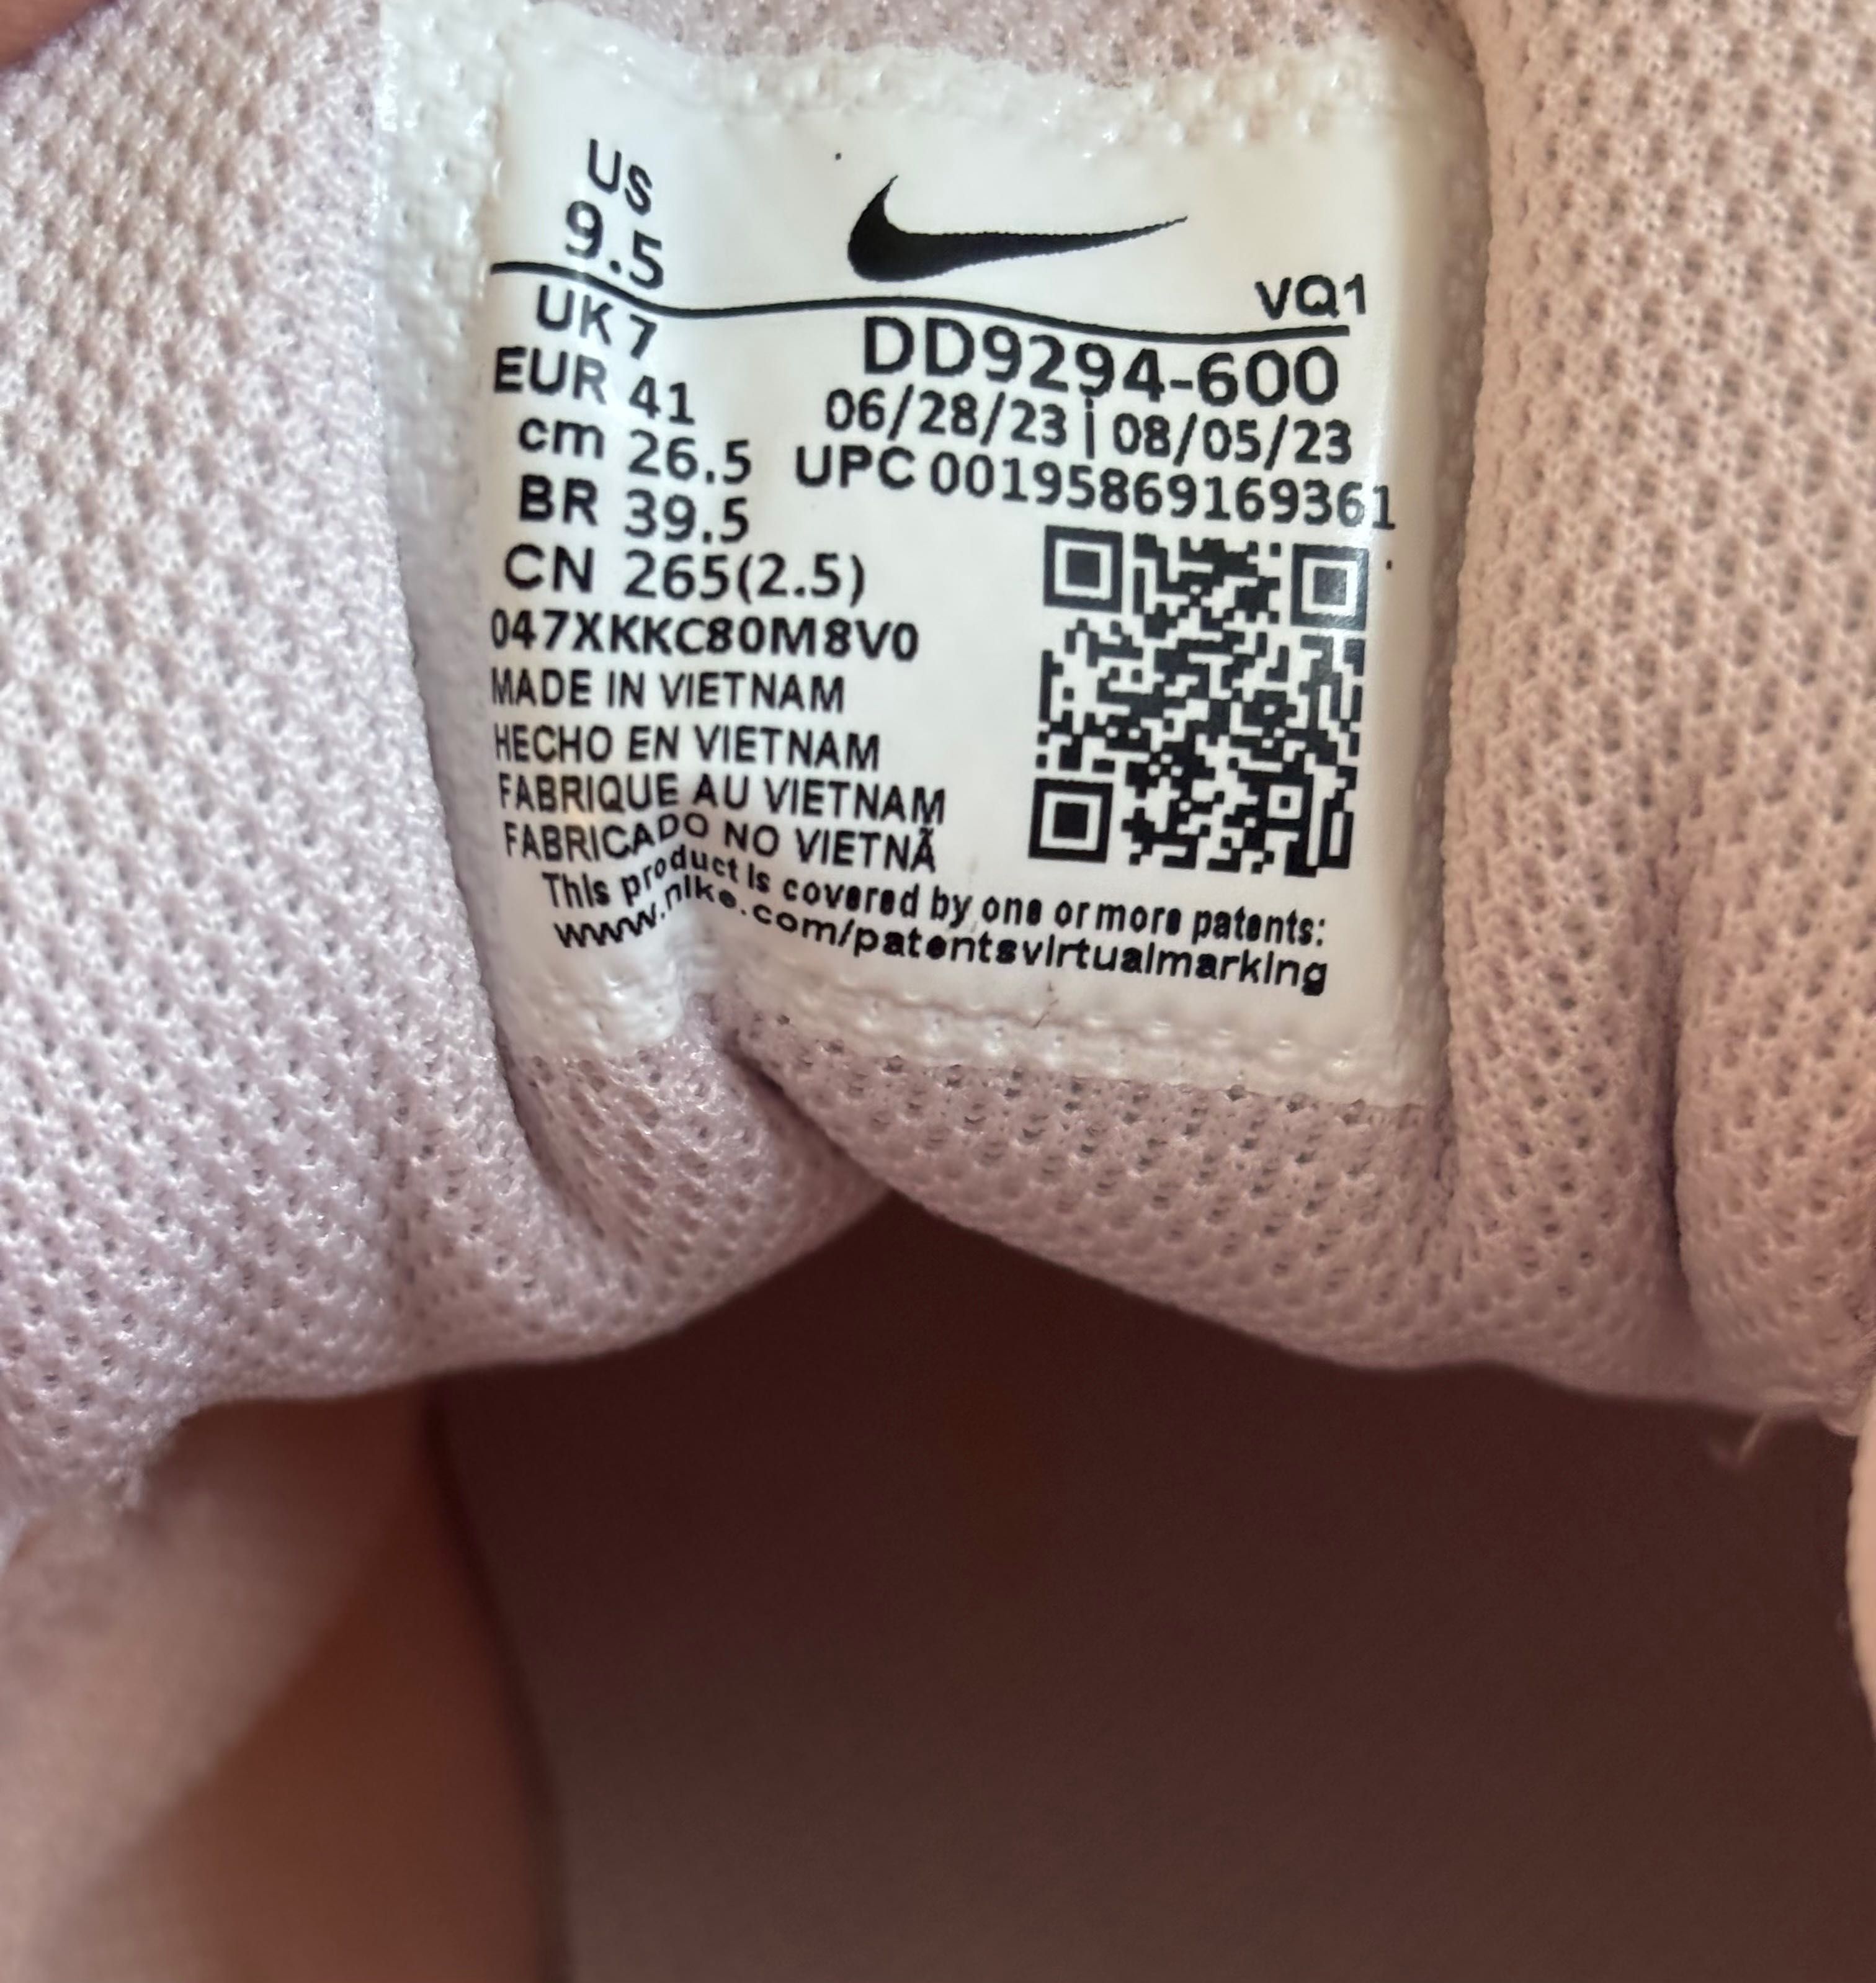 US
9.5
VQ1
UK 7
DD9294-600
EUR 41
06/28/23 | 08/05/23
cm 26.5
UPC 00195869169361
BR 39.5
CN 265(2.5)
047XKKC80M8V0
MADE IN VIETNAM
HECHO EN VIETNAM
FABRIQUE AU VIETNAM
FABRICADO NO VIETNÃ
This product is covered by one or more patents:
www.nike.com/patentsvirtualmarking